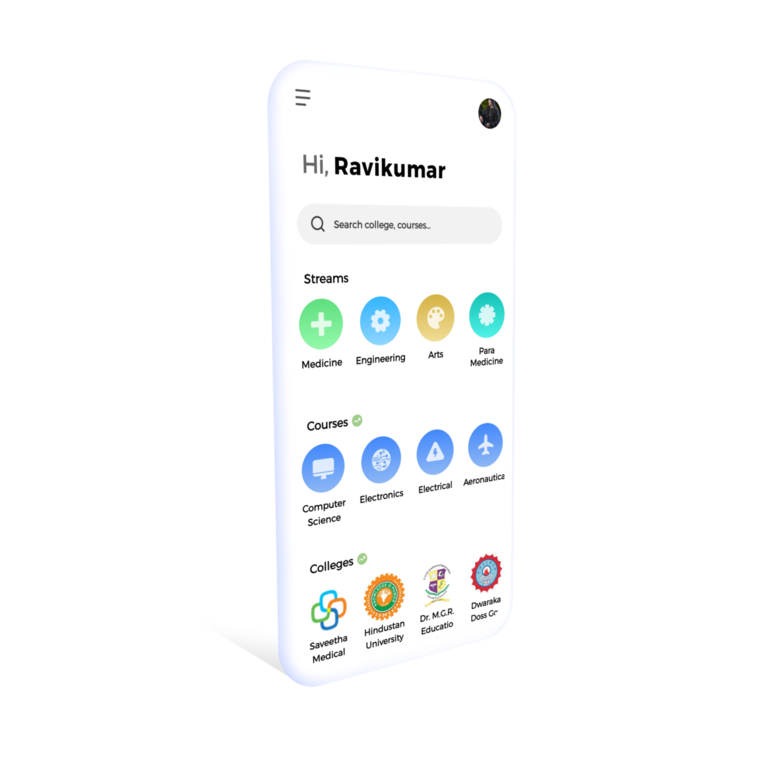 Hi, Ravikumar
Search college, courses...
Streams
Medicine
Engineering
Arts
Para
Medicine
Courses
Computer
Science
Electronics
Electrical
Aeronautica
Colleges
Saveetha
Medical
Hindustan
University
Dr. M.G.R.
Educatio
Dwaraka
Doss Go